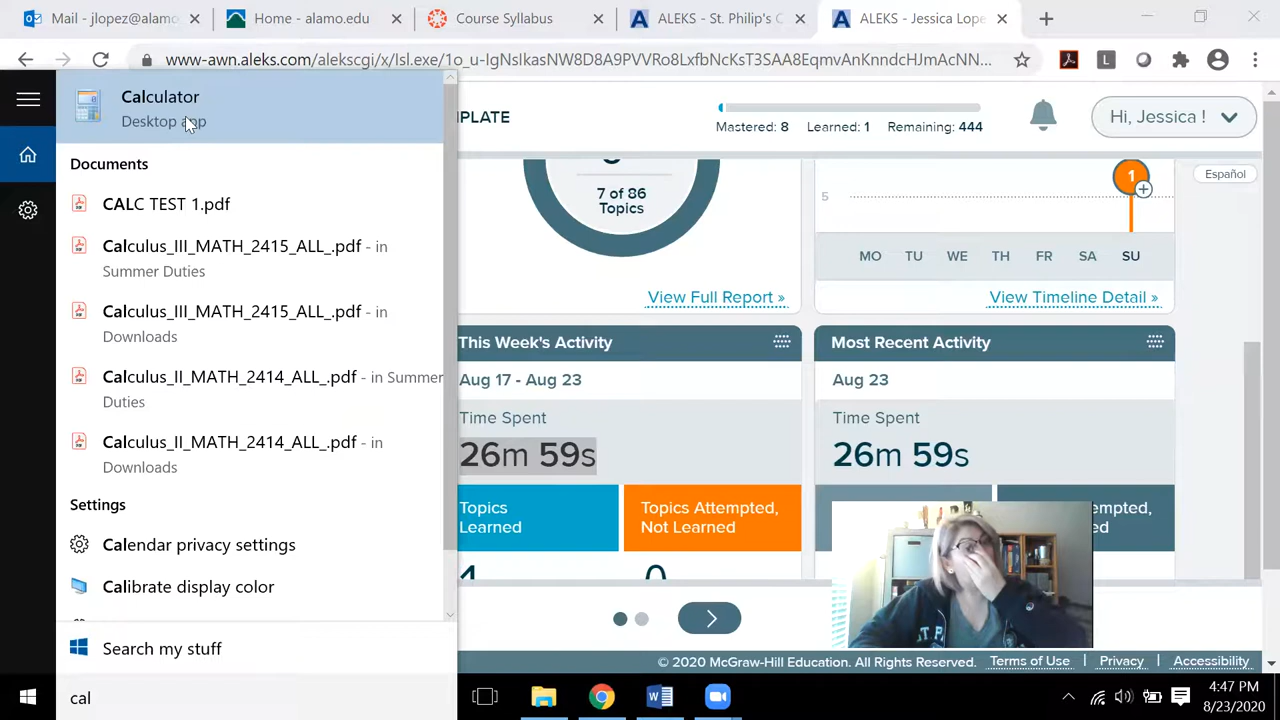 jlopez@alamo.
Home - alamo.edu
Course Syllabus
ALEKS - St. Philip's C
ALEKS - Jessica Lope
www-awn.aleks.com/alekscgi/x/lsl.exe/1o_u-IgNsIkasNW8D8A9PVVRo8LxfbNcKsT3SAA8EqmvAnKnndcHJmAcNN...
Calculator
Desktop app
Documents
CALC TEST 1.pdf
Calculus_III_MATH_2415_ALL_.pdf - in
Summer Duties
Calculus_III_MATH_2415_ALL_.pdf - in
Downloads
Calculus_II_MATH_2414_ALL_.pdf - in Summer
Duties
Calculus_II_MATH_2414_ALL_.pdf - in
Downloads
Settings
Calendar privacy settings
Calibrate display color
Search my stuff
cal
MPLATE
Mastered: 8 Learned: 1 Remaining: 444
Hi, Jessica !
Español
7 of 86
Topics
View Full Report »
1
5
MO TU WE TH FR SA SU
View Timeline Detail »
This Week's Activity
Aug 17 - Aug 23
Time Spent
26m 59s
Topics
Learned
Topics Attempted,
Not Learned
1
0
Most Recent Activity
Aug 23
Time Spent
26m 59s
empted,
ed
© 2020 McGraw-Hill Education. All Rights Reserved. Terms of Use | Privacy | Accessibility
4:47 PM
8/23/2020